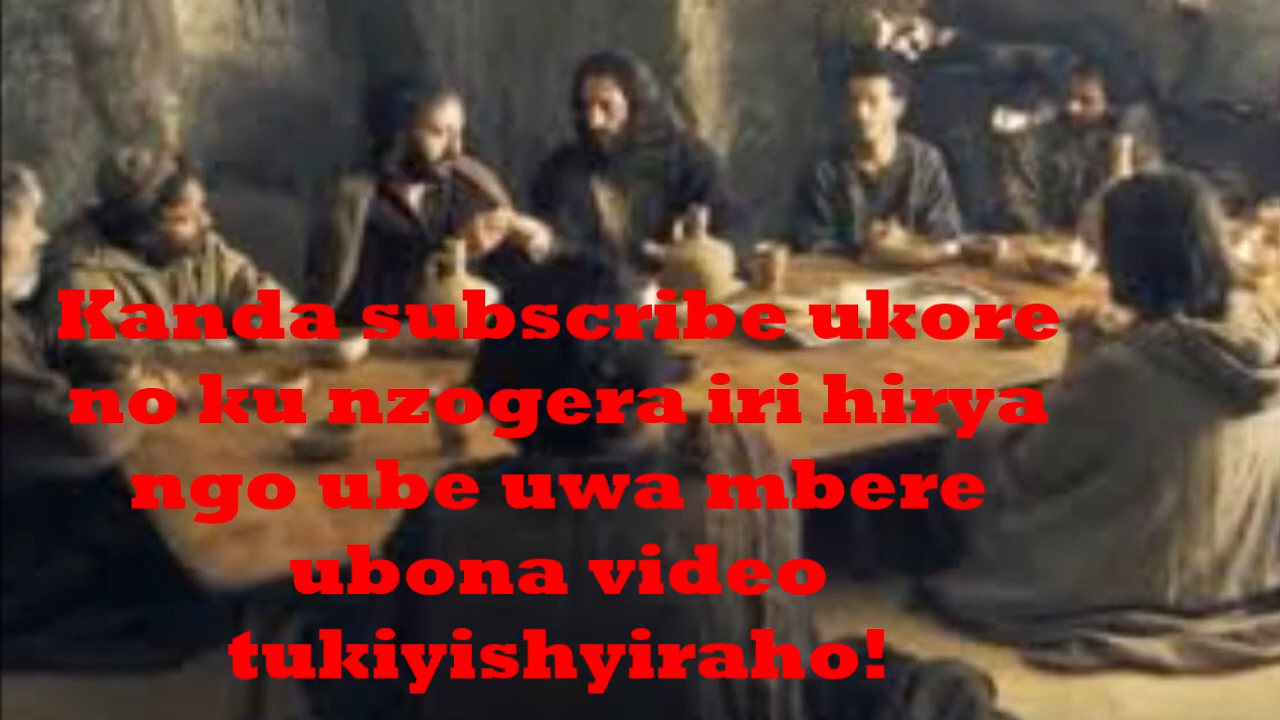 Kanda subscribe ukore
no ku nzogera iri hirya
ngo ube uwa mbere
ubona video
tukiyishyiraho!